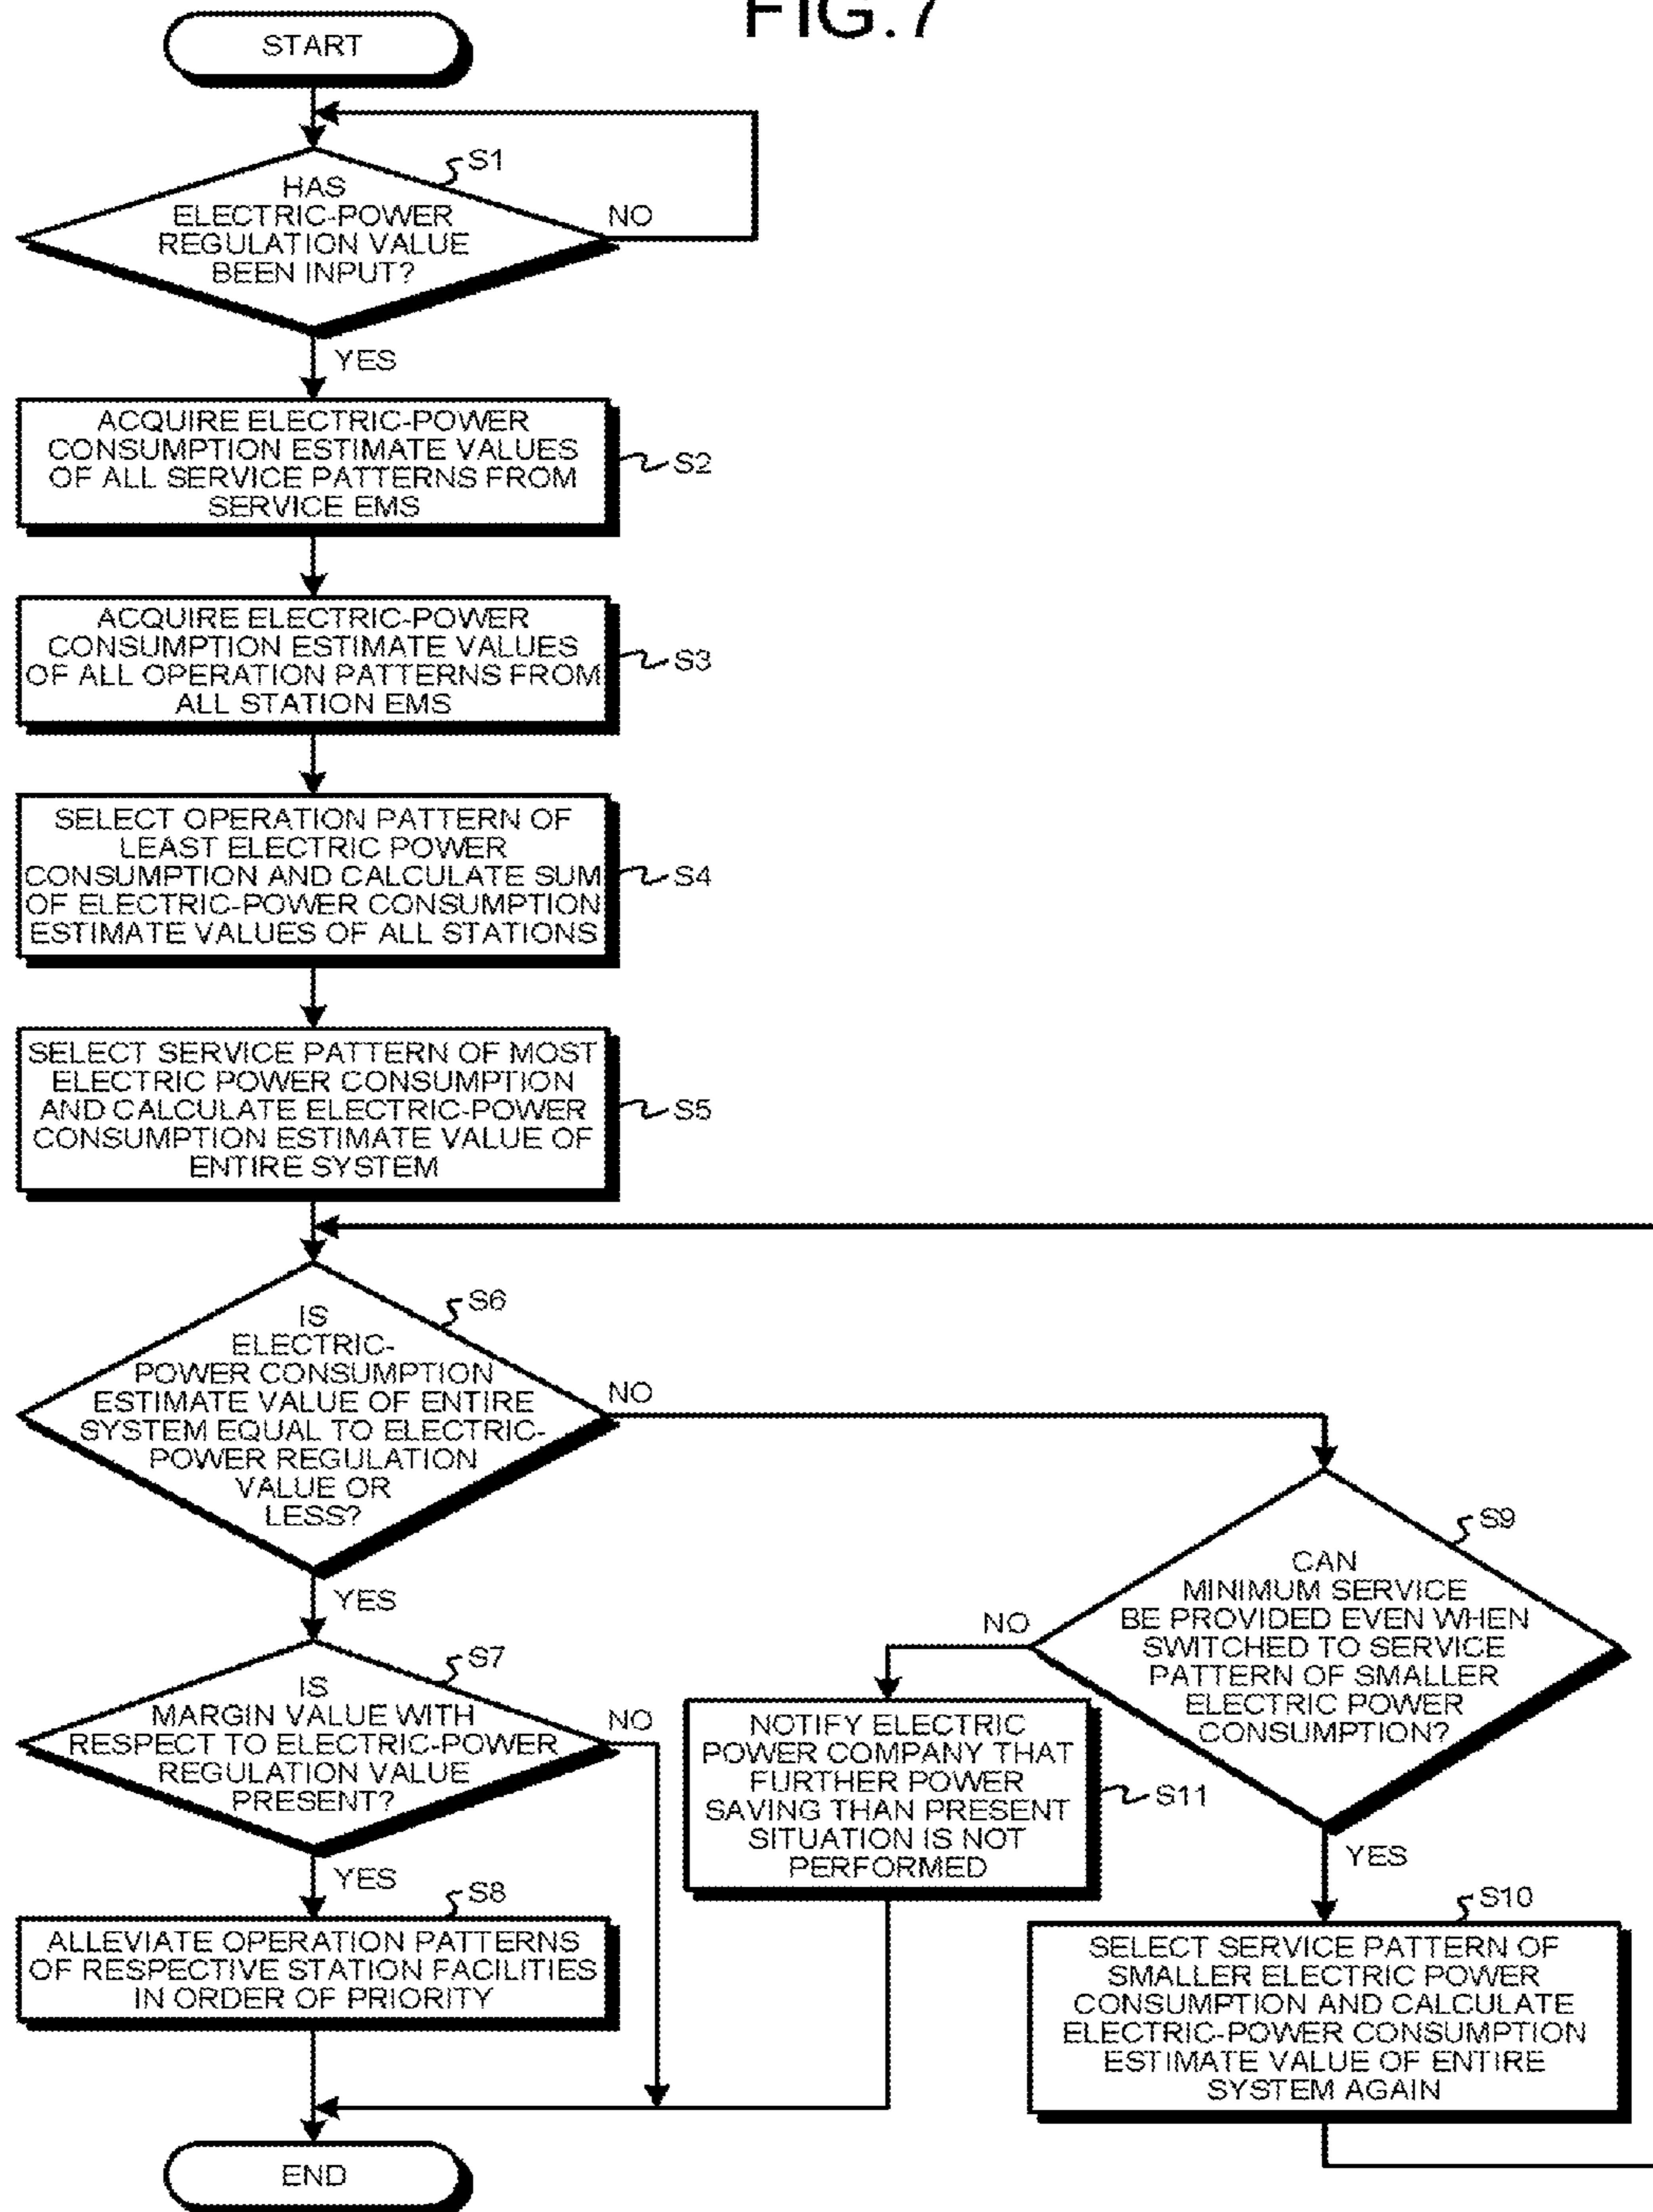 FIG.7
START
S1
HAS
ELECTRIC-POWER
REGULATION VALUE
BEEN INPUT?
NO
YES
ACQUIRE ELECTRIC-POWER
CONSUMPTION ESTIMATE VALUES
OF ALL SERVICE PATTERNS FROM
SERVICE EMS
S2
ACQUIRE ELECTRIC-POWER
CONSUMPTION ESTIMATE VALUES
OF ALL OPERATION PATTERNS FROM
ALL STATION EMS
S3
SELECT OPERATION PATTERN OF
LEAST ELECTRIC POWER
CONSUMPTION AND CALCULATE SUM
OF ELECTRIC-POWER CONSUMPTION
ESTIMATE VALUES OF ALL STATIONS
S4
SELECT SERVICE PATTERN OF MOST
ELECTRIC POWER CONSUMPTION
AND CALCULATE ELECTRIC-POWER
CONSUMPTION ESTIMATE VALUE OF
ENTIRE SYSTEM
S5
S6
IS
ELECTRIC-
POWER CONSUMPTION
ESTIMATE VALUE OF ENTIRE
SYSTEM EQUAL TO ELECTRIC-
POWER REGULATION
VALUE OR
LESS?
NO
YES
S7
IS
MARGIN VALUE WITH
RESPECT TO ELECTRIC-POWER
REGULATION VALUE
PRESENT?
NO
YES
S8
ALLEVIATE OPERATION PATTERNS
OF RESPECTIVE STATION FACILITIES
IN ORDER OF PRIORITY
S9
CAN
MINIMUM SERVICE
BE PROVIDED EVEN WHEN
SWITCHED TO SERVICE
PATTERN OF SMALLER
ELECTRIC POWER
CONSUMPTION?
NO
YES
NOTIFY ELECTRIC
POWER COMPANY THAT
FURTHER POWER
SAVING THAN PRESENT
SITUATION IS NOT
PERFORMED
S11
S10
SELECT SERVICE PATTERN OF
SMALLER ELECTRIC POWER
CONSUMPTION AND CALCULATE
ELECTRIC-POWER CONSUMPTION
ESTIMATE VALUE OF ENTIRE
SYSTEM AGAIN
END